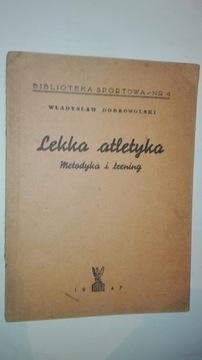 BIBLIOTEKA SPORTOWA-NR 4
WŁADYSŁAW DOBROWOLSKI
Lekka atletyka
Metodyka i trening
1947